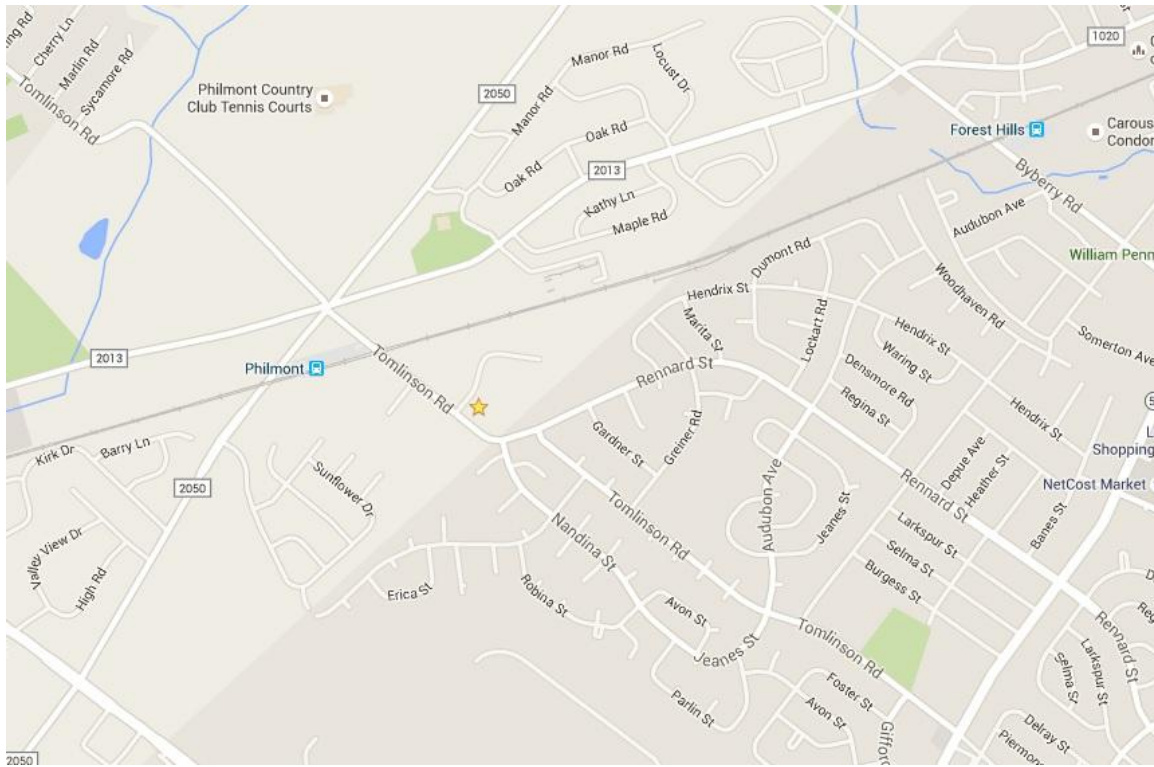 Cherry Ln
Marlin Rd
Sycamore Rd
Tomlinson Rd
Philmont Country
Club Tennis Courts
2050
Manor Rd
Manor Rd
Locust Dr
1020
Oak Rd
Oak Rd
2013
Kathy Ln
Maple Rd
Forest Hills
Carous
Condor
Byberry Rd
Audubon Ave
William Penn
Dumont Rd
Woodhaven Rd
Hendrix St
Marita St
Lockart Rd
Hendrix St
Waring St
Somerton Ave
2013
Philmont
Tomlinson Rd
Rennard St
Densmore Rd
Regina St
Hendrix St
Gardner St
Greiner Rd
Kirk Dr
Barry Ln
Sunflower Dr
2050
Depue Ave
Heather St
Shopping
NetCost Market
Rennard St
Banes St
Audubon Ave
Jeanes St
Tomlinson Rd
Nandina St
Larkspur St
Selma St
Burgess St
Valley View Dr
High Rd
Erica St
Robina St
Avon St
Jeanes St
Tomlinson Rd
Rennard St
Parlin St
Foster St
Avon St
Gifford
Selma St
Larkspur St
Delray St
Piermon
2050